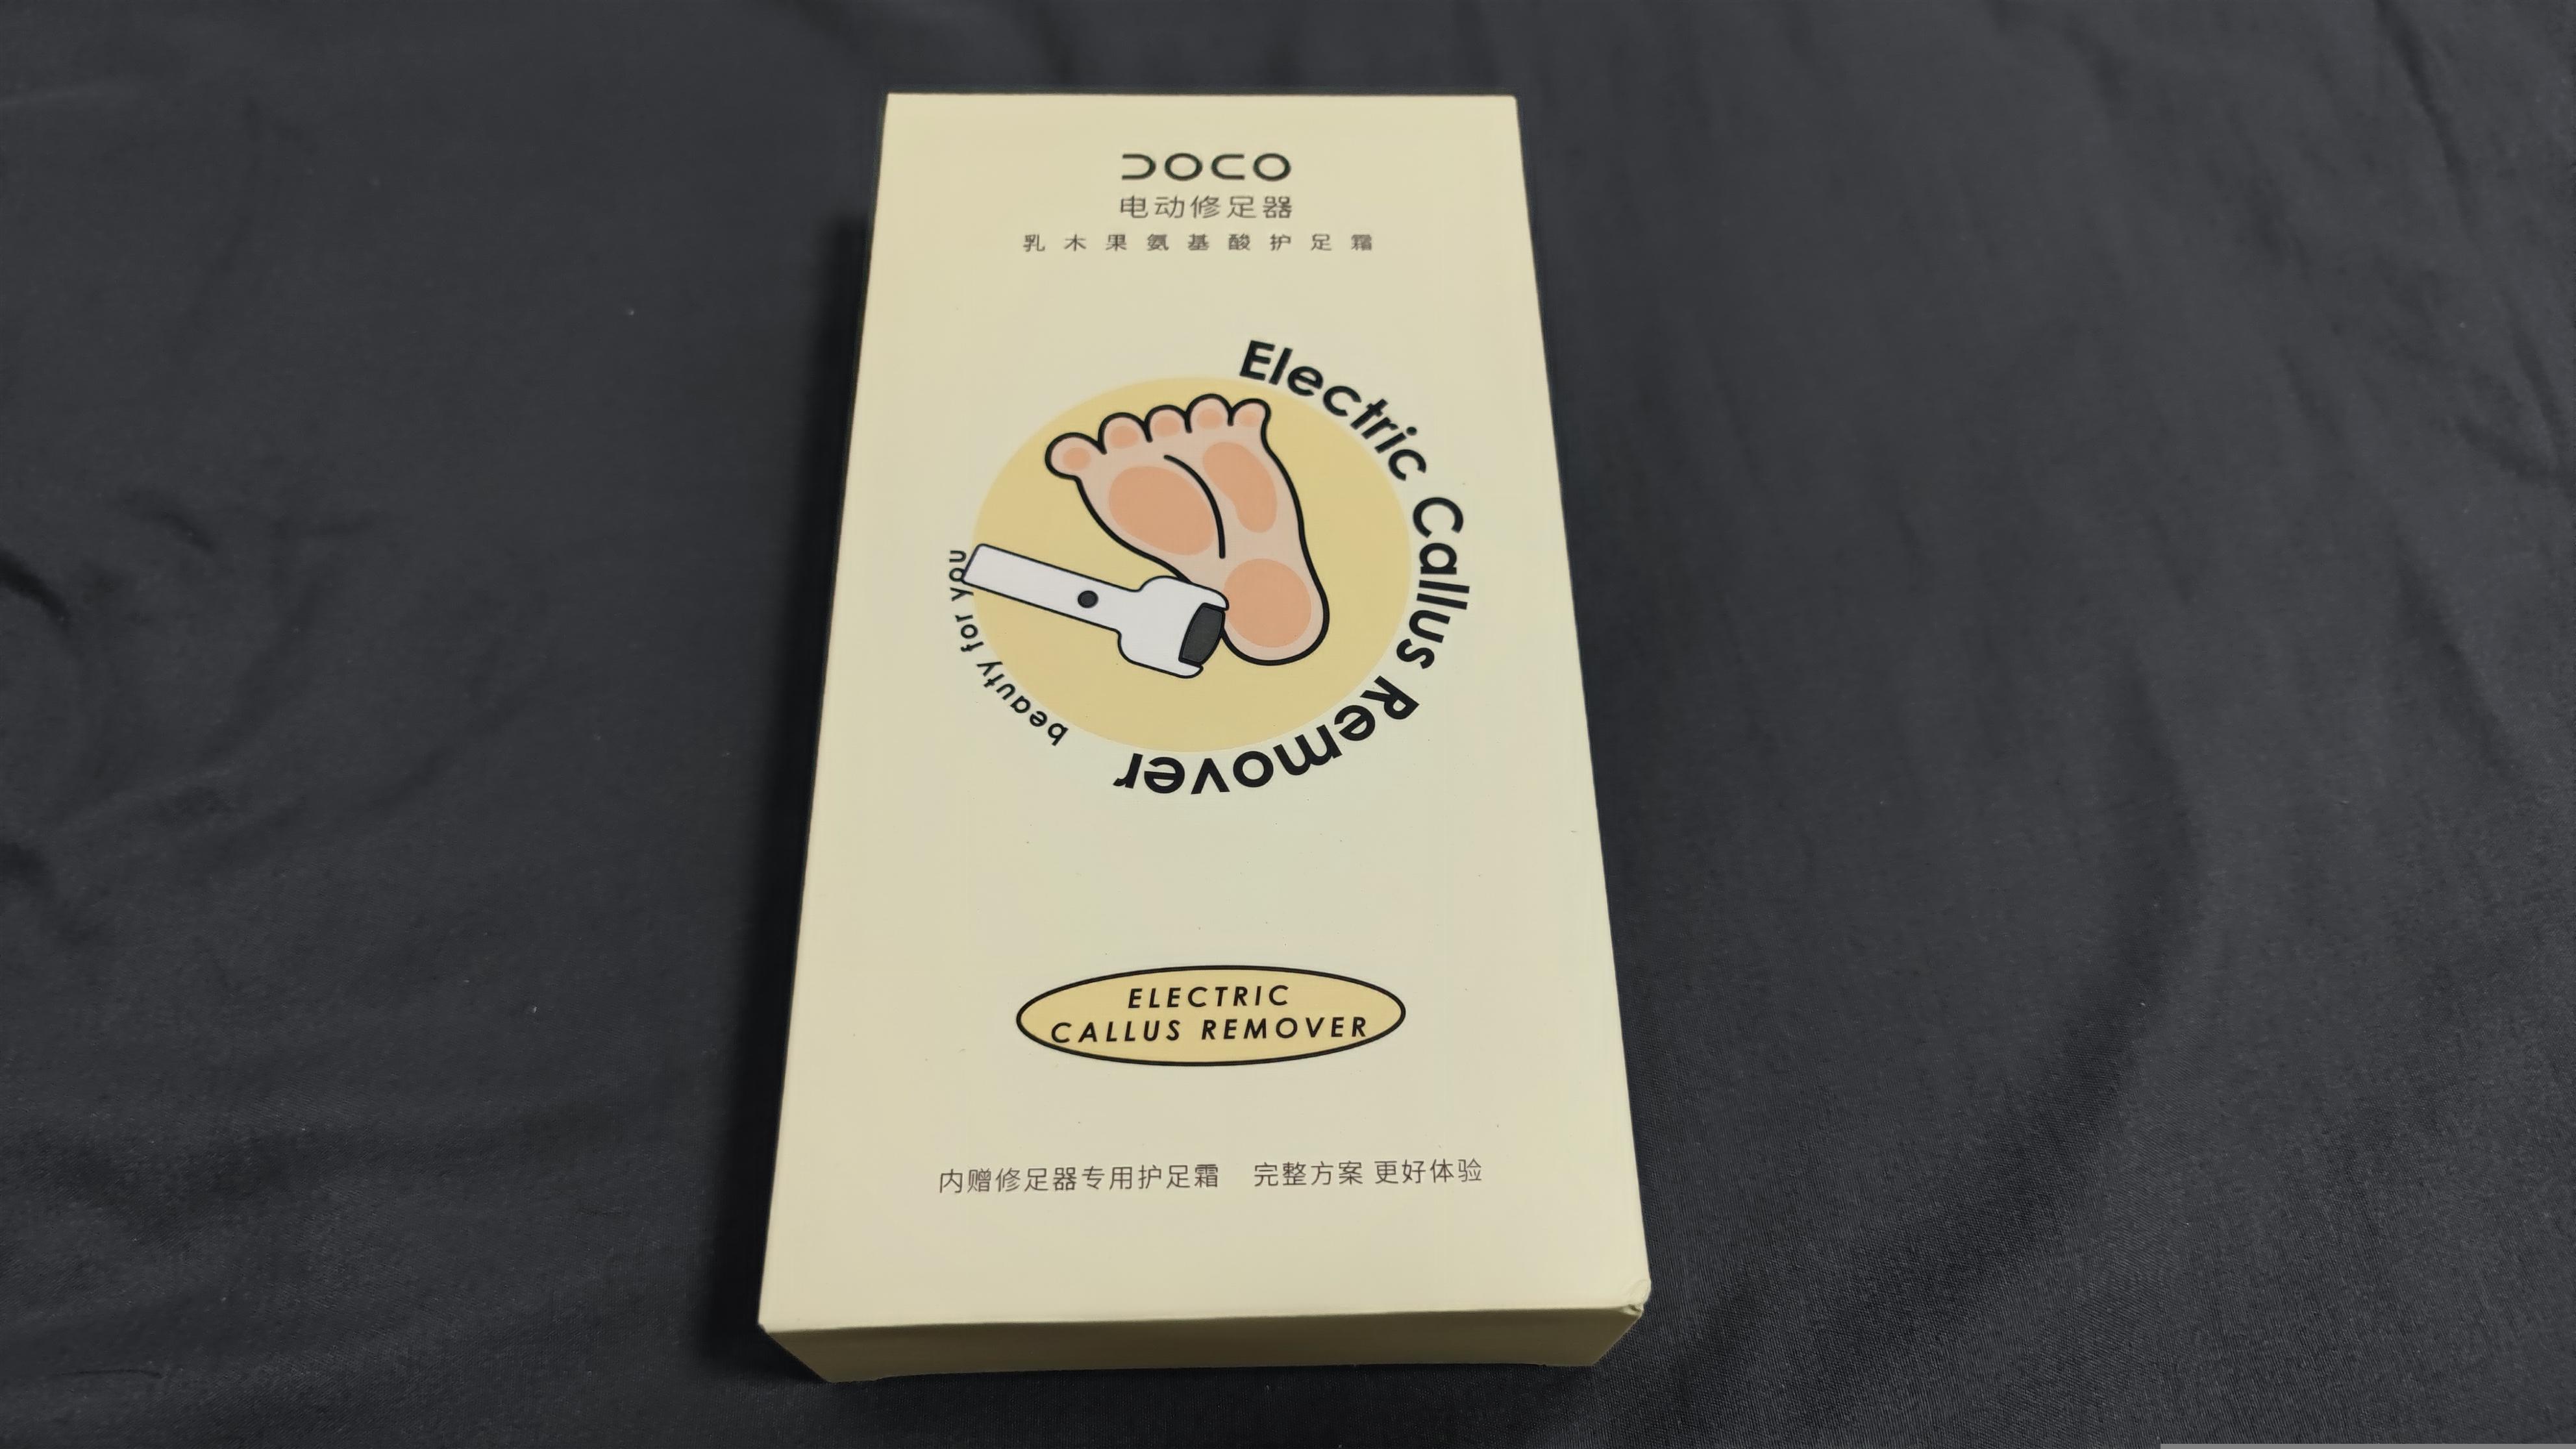 DOCO
电动修足器
乳木果氨基酸护足霜
Electric Callus Remover
beauty for you
ELECTRIC
CALLUS REMOVER
内赠修足器专用护足霜 完整方案 更好体验